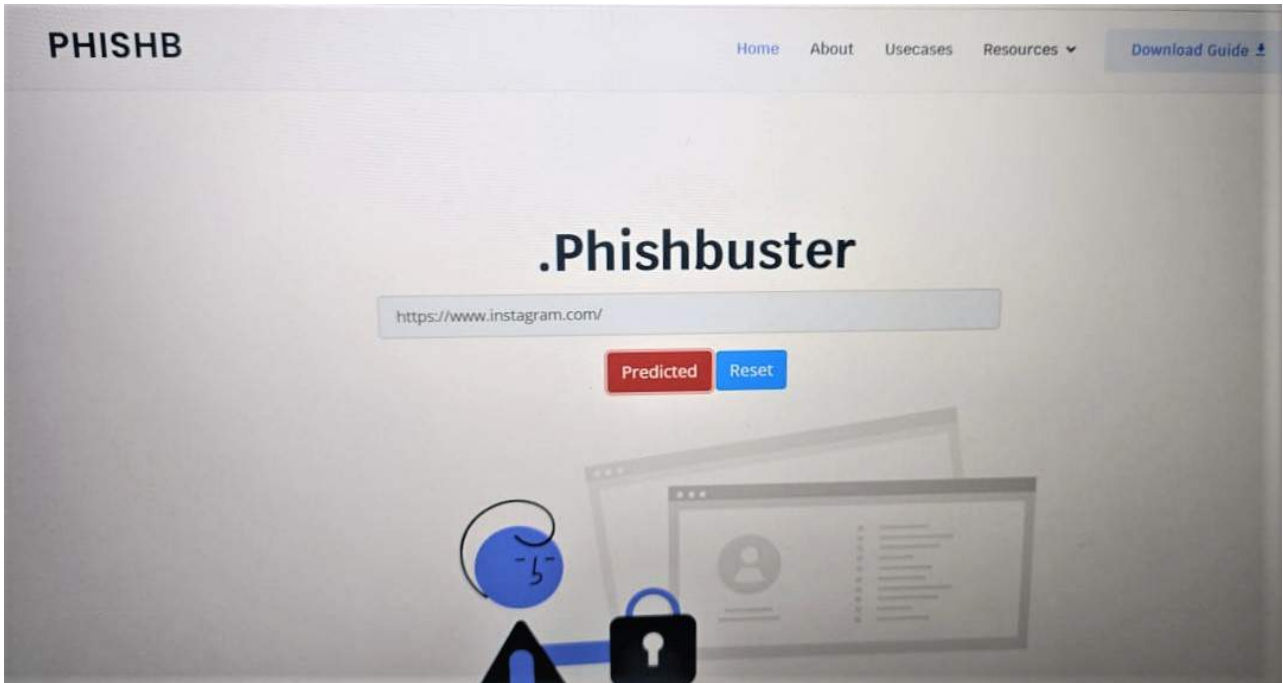 PHISHB
Home About Usecases Resources Download Guide
.Phishbuster
https://www.instagram.com/
Predicted Reset